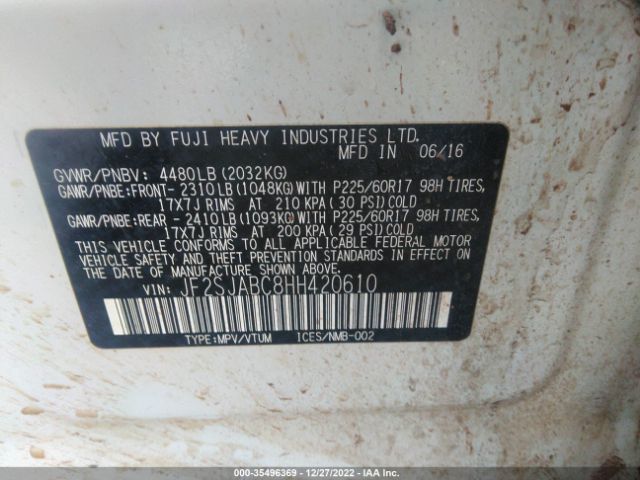 MFD BY FUJI HEAVY INDUSTRIES LTD.
MFD IN 06/16
GVWR/PNBV: 4480LB (2032KG)
GAWR/PNBE:FRONT- 2310LB (1048KG) WITH P225/60R17 98H TIRES,
17X7J RIMS AT 210 KPA (30 PSI) COLD
GAWR/PNBE:REAR - 2410LB (1093KG) WITH P225/60R17 98H TIRES,
17X7J RIMS AT 200 KPA (29 PSI) COLD
THIS VEHICLE CONFORMS TO ALL APPLICABLE FEDERAL MOTOR
VEHICLE SAFETY AND THEFT PREVENTION STANDARDS IN EFFECT
ON THE DATE OF MANUFACTURE SHOWN ABOVE.
VIN: JF2SJABC8HH420610
TYPE:MPV/VTUM ICES/NMB-002
000-35496369 - 12/27/2022 - IAA Inc.